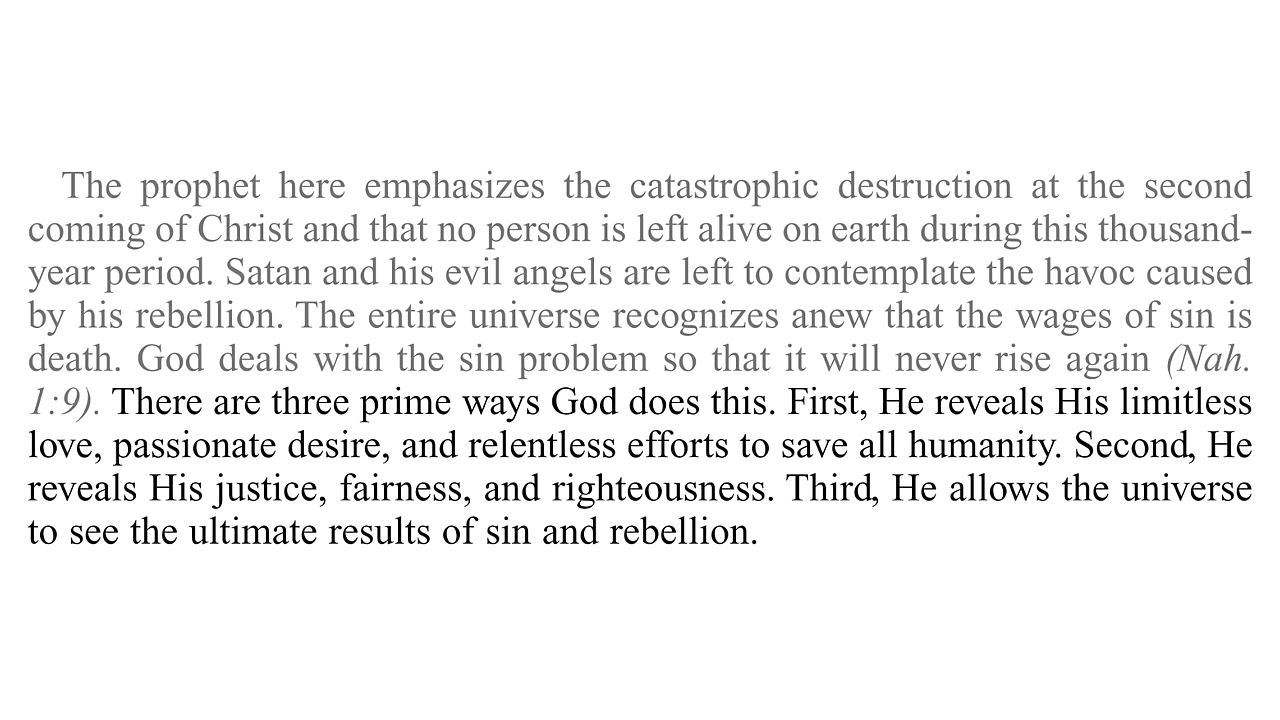 The prophet here emphasizes the catastrophic destruction at the second
coming of Christ and that no person is left alive on earth during this thousand-
year period. Satan and his evil angels are left to contemplate the havoc caused
by his rebellion. The entire universe recognizes anew that the wages of sin is
death. God deals with the sin problem so that it will never rise again (Nah.
1:9). There are three prime ways God does this. First, He reveals His limitless
love, passionate desire, and relentless efforts to save all humanity. Second, He
reveals His justice, fairness, and righteousness. Third, He allows the universe
to see the ultimate results of sin and rebellion.